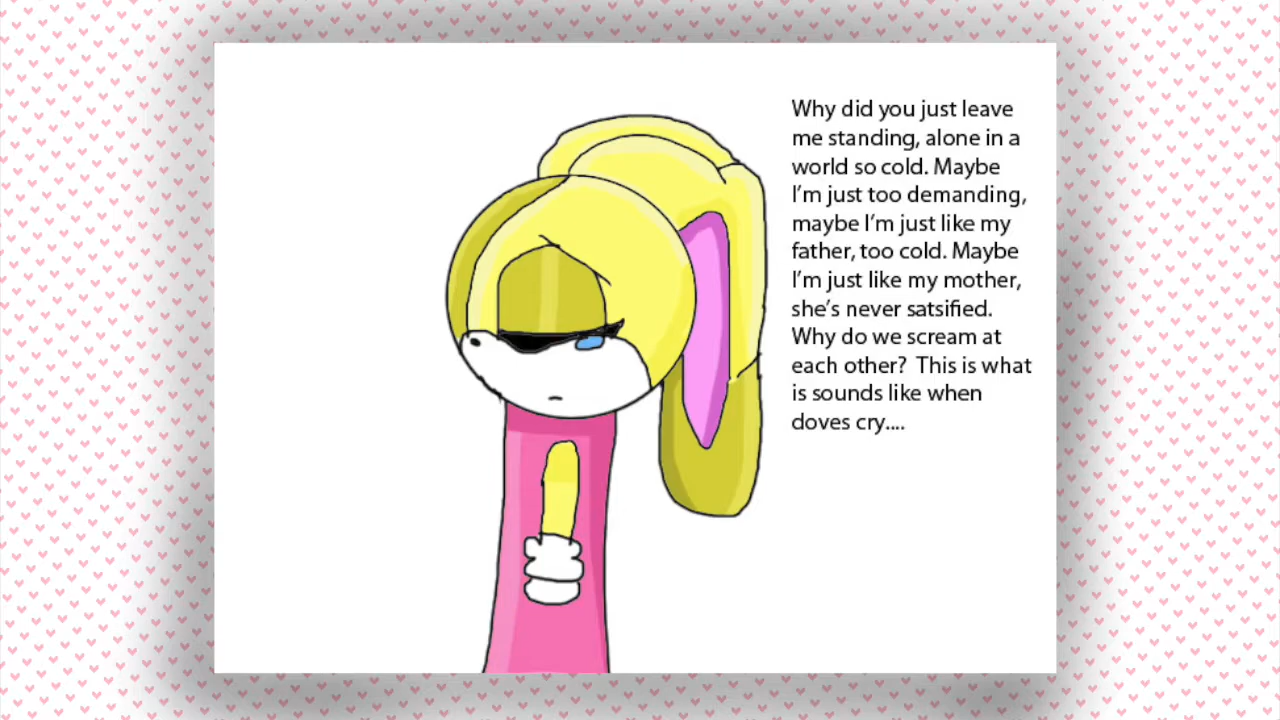 Why did you just leave
me standing, alone in a
world so cold. Maybe
I'm just too demanding,
maybe I'm just like my
father, too cold. Maybe
I'm just like my mother,
she's never satsified.
Why do we scream at
each other?  This is what
is sounds like when
doves cry....